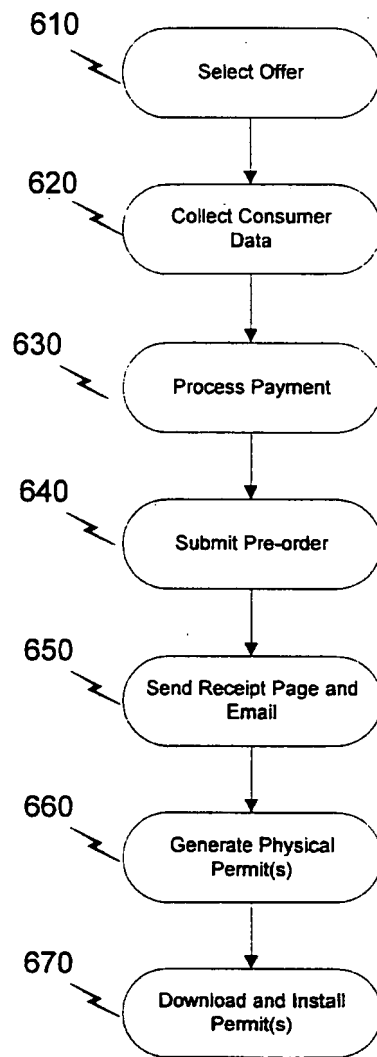 610
Select Offer
620
Collect Consumer
Data
630
Process Payment
640
Submit Pre-order
650
Send Receipt Page and
Email
660
Generate Physical
Permit(s)
670
Download and Install
Permit(s)